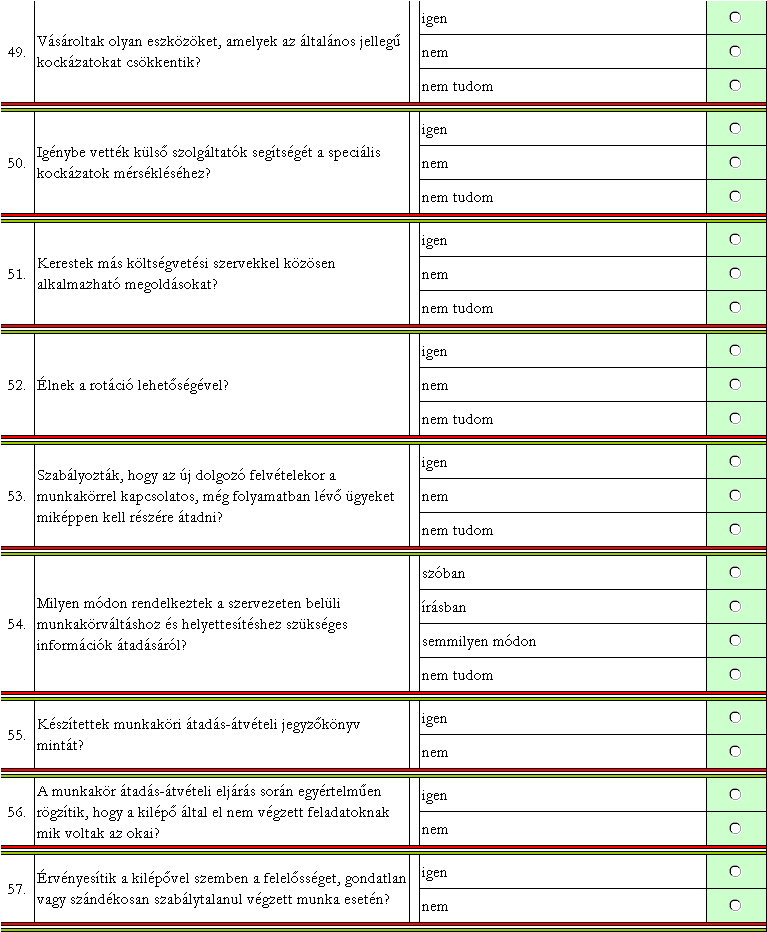 49.
Vásároltak olyan eszközöket, amelyek az általános jellegű
kockázatokat csökkentik?
igen
nem
nem tudom
50.
Igénybe vették külső szolgáltatók segítségét a speciális
kockázatok mérsékléséhez?
igen
nem
nem tudom
51.
Kerestek más költségvetési szervekkel közösen
alkalmazható megoldásokat?
igen
nem
nem tudom
52.
Élnek a rotáció lehetőségével?
igen
nem
nem tudom
53.
Szabályozták, hogy az új dolgozó felvételekor a
munkakörrel kapcsolatos, még folyamatban lévő ügyeket
miképpen kell részére átadni?
igen
nem
nem tudom
54.
Milyen módon rendelkeztek a szervezeten belüli
munkakörváltáshoz és helyettesítéshez szükséges
információk átadásáról?
szóban
írásban
semmilyen módon
nem tudom
55.
Készítettek munkaköri átadás-átvételi jegyzőkönyv
mintát?
igen
nem
56.
A munkakör átadás-átvételi eljárás során egyértelműen
rögzítik, hogy a kilépő által el nem végzett feladatoknak
mik voltak az okai?
igen
nem
57.
Érvényesítik a kilépővel szemben a felelősséget, gondatlan
vagy szándékosan szabálytalanul végzett munka esetén?
igen
nem